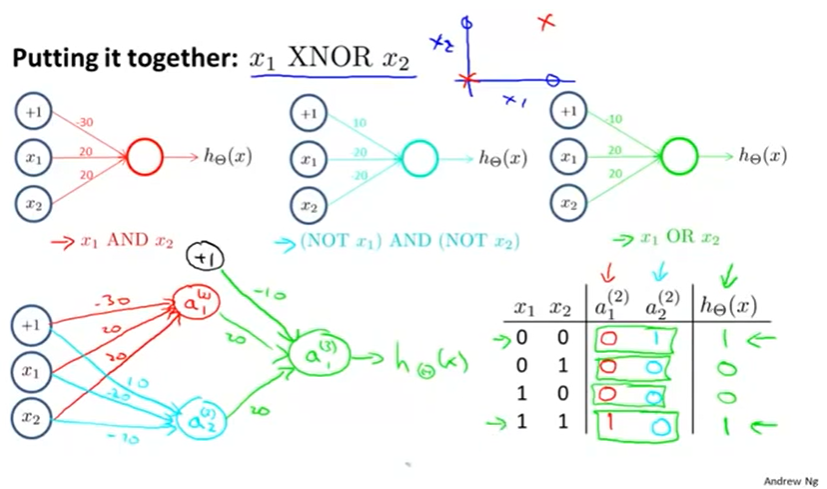 Putting it together: x₁ XNOR x₂
x₂
x₁
+1 -30
x₁ 20 h_Θ(x)
x₂ 20
→ x₁ AND x₂
+1 10
x₁ -20 h_Θ(x)
x₂ -20
→ (NOT x₁) AND (NOT x₂)
+1 -10
x₁ 20 h_Θ(x)
x₂ 20
→ x₁ OR x₂
+1 -10
+1 -30 a₁ 20
x₁ 20 20 a₁⁽³⁾ → h_Θ(x)
x₂ 10 -20 a₂ 20
x₁ x₂ a₁⁽²⁾ a₂⁽²⁾ h_Θ(x)
→ 0 0 0 1 1 ←
0 1 0 0 0
1 0 0 0 0
→ 1 1 1 0 1 ←
Andrew Ng